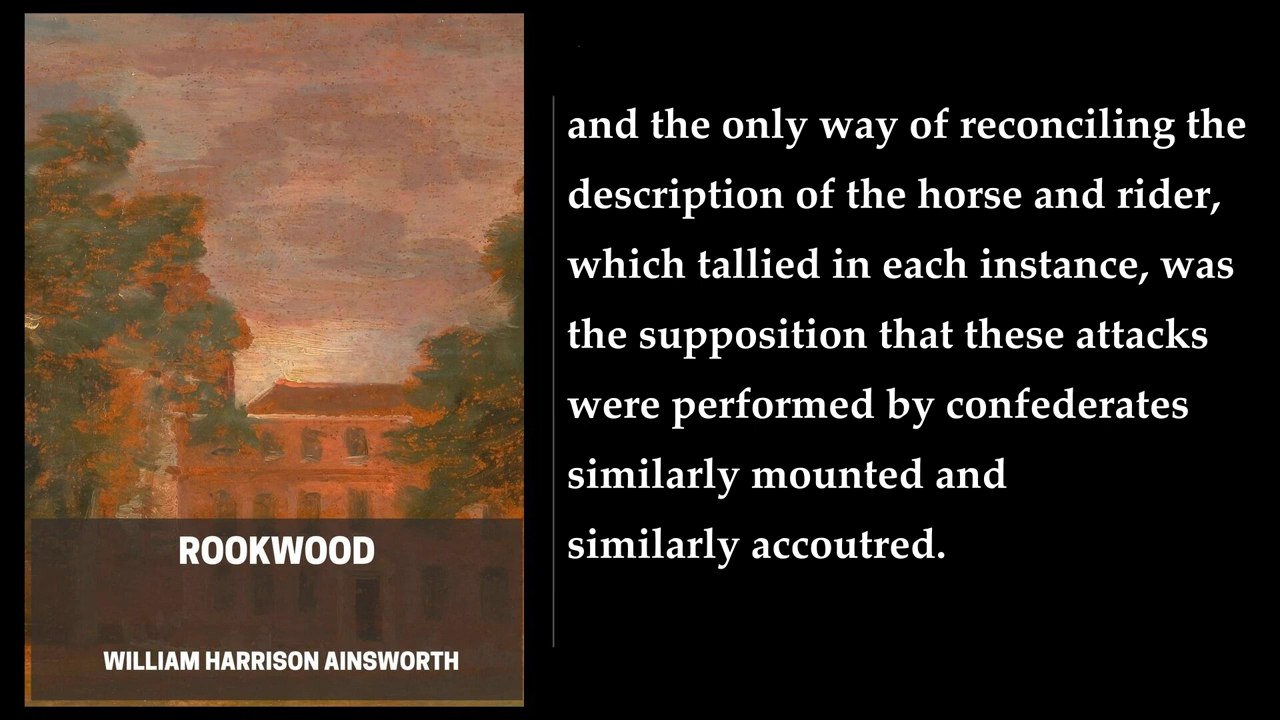 ROOKWOOD
WILLIAM HARRISON AINSWORTH
and the only way of reconciling the
description of the horse and rider,
which tallied in each instance, was
the supposition that these attacks
were performed by confederates
similarly mounted and
similarly accoutred.